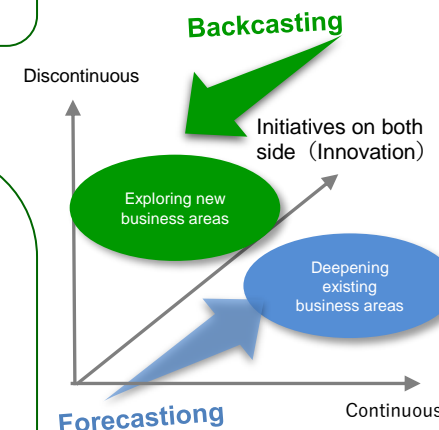 Backcasting
Discontinuous
Initiatives on both
side（Innovation）
Exploring new
business areas
Deepening
existing
business areas
Continuous
Forecastiong